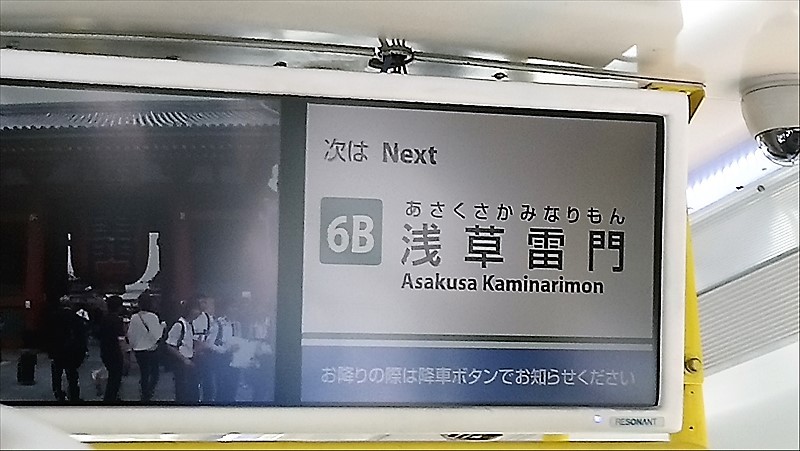 次は Next
6B
あさくさかみなりもん
浅草雷門
Asakusa Kaminarimon
お降りの際は降車ボタンでお知らせください
RESONANT